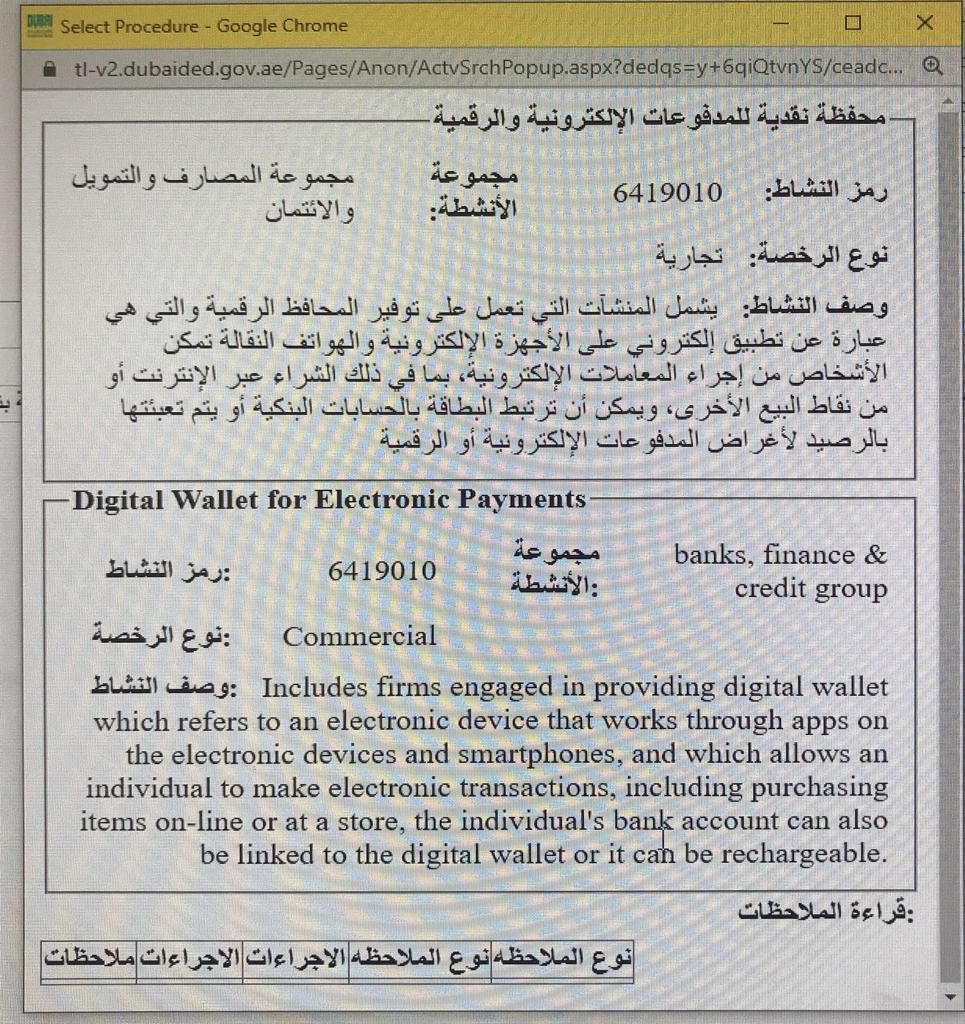 DUBAI
Select Procedure - Google Chrome
tl-v2.dubaided.gov.ae/Pages/Anon/ActvSrchPopup.aspx?dedqs=y+6qiQtvnYS/ceadc...
محفظة نقدية للمدفوعات الإلكترونية والرقمية
رمز النشاط: 6419010 مجموعة الأنشطة: مجموعة المصارف والتمويل والائتمان
نوع الرخصة: تجارية
وصف النشاط: يشمل المنشآت التي تعمل على توفير المحافظ الرقمية والتي هي
عبارة عن تطبيق إلكتروني على الأجهزة الإلكترونية والهواتف النقالة تمكن
الأشخاص من إجراء المعاملات الإلكترونية، بما في ذلك الشراء عبر الإنترنت أو
من نقاط البيع الأخرى، ويمكن أن ترتبط البطاقة بالحسابات البنكية أو يتم تعبئتها
بالرصيد لأغراض المدفوعات الإلكترونية أو الرقمية
Digital Wallet for Electronic Payments
رمز النشاط: 6419010 مجموعة الأنشطة: banks, finance & credit group
نوع الرخصة: Commercial
وصف النشاط: Includes firms engaged in providing digital wallet
which refers to an electronic device that works through apps on
the electronic devices and smartphones, and which allows an
individual to make electronic transactions, including purchasing
items on-line or at a store, the individual's bank account can also
be linked to the digital wallet or it can be rechargeable.
قراءة الملاحظات:
نوع الملاحظه نوع الملاحظه الاجراءات الاجراءات ملاحظات